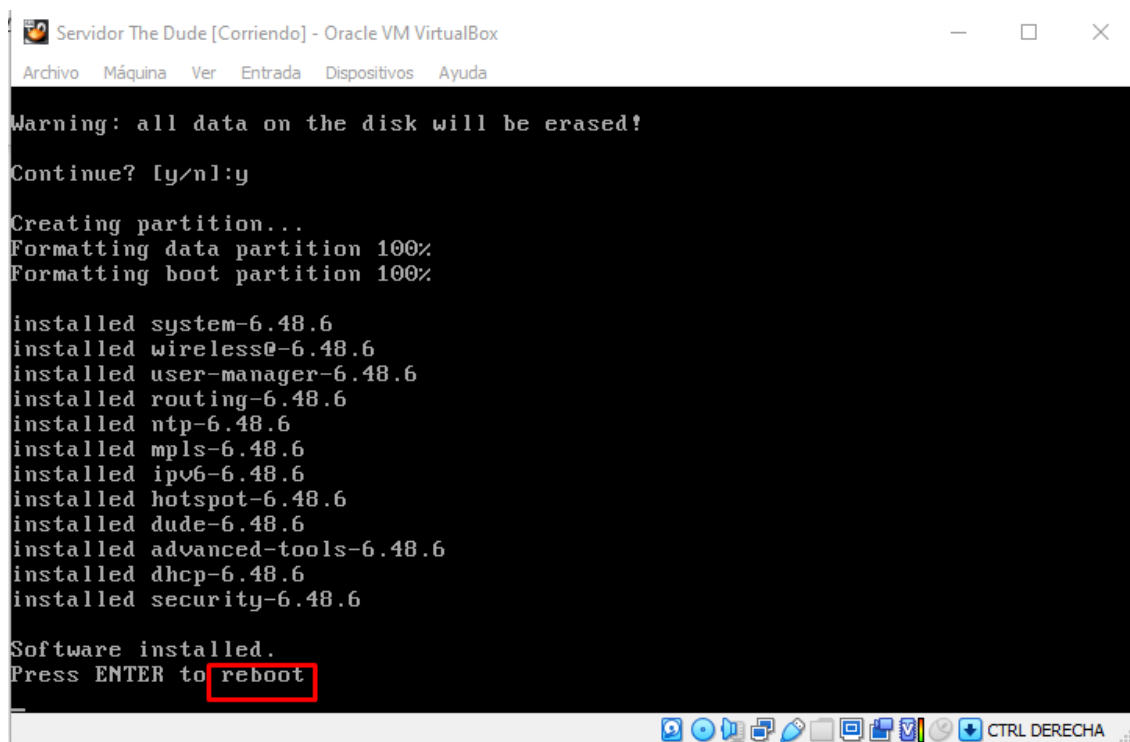 Servidor The Dude [Corriendo] - Oracle VM VirtualBox
Archivo Máquina Ver Entrada Dispositivos Ayuda
Warning: all data on the disk will be erased!
Continue? [y/n]:y
Creating partition...
Formatting data partition 100%
Formatting boot partition 100%
installed system-6.48.6
installed wireless@-6.48.6
installed user-manager-6.48.6
installed routing-6.48.6
installed ntp-6.48.6
installed mpls-6.48.6
installed ipv6-6.48.6
installed hotspot-6.48.6
installed dude-6.48.6
installed advanced-tools-6.48.6
installed dhcp-6.48.6
installed security-6.48.6
Software installed.
Press ENTER to reboot
CTRL DERECHA